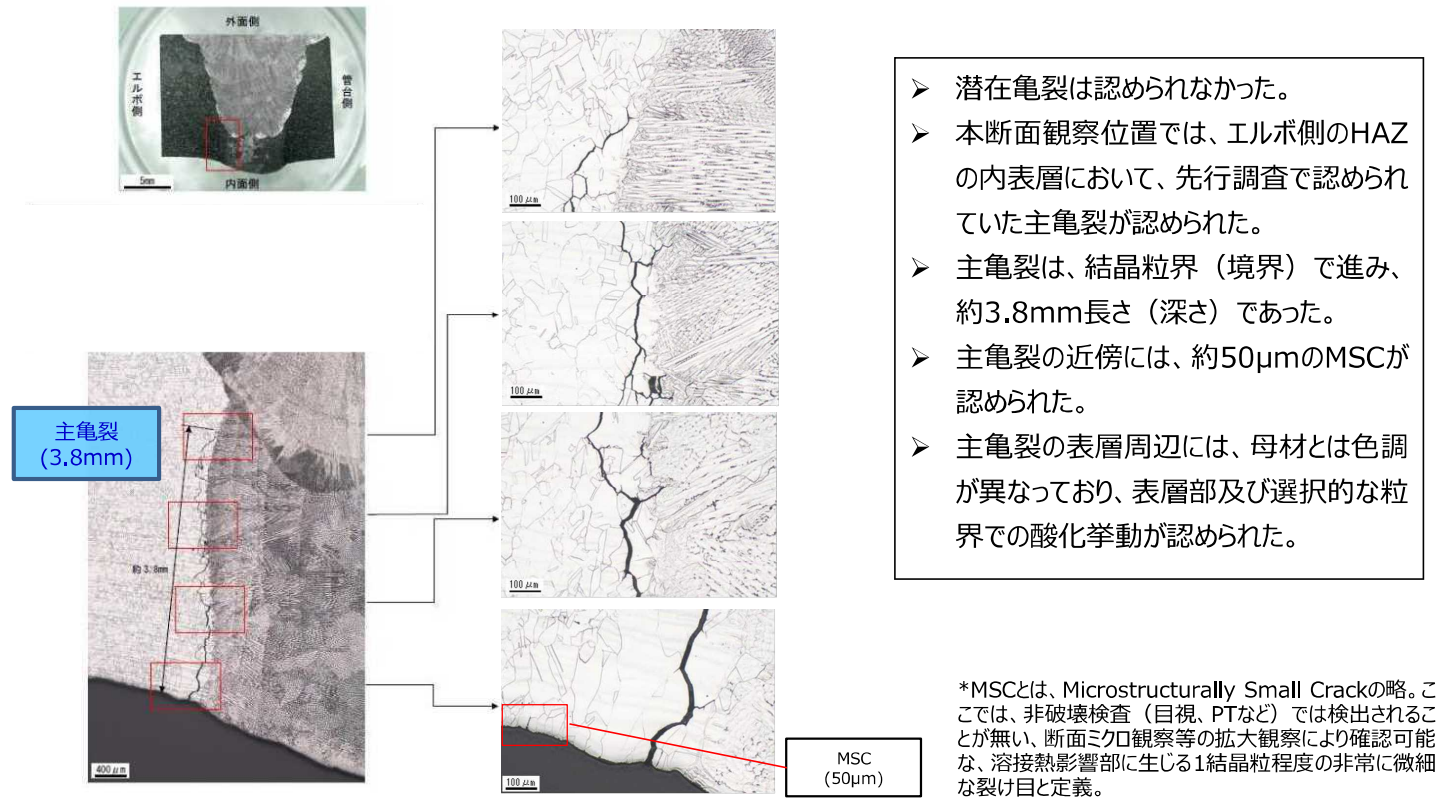 外面側
エルボ側
管台側
内面側
5mm
主亀裂
(3.8mm)
約3.8mm
400μm
100μm
100μm
100μm
100μm
MSC
(50μm)
➢ 潜在亀裂は認められなかった。
➢ 本断面観察位置では、エルボ側のHAZ
の内表層において、先行調査で認められ
ていた主亀裂が認められた。
➢ 主亀裂は、結晶粒界（境界）で進み、
約3.8mm長さ（深さ）であった。
➢ 主亀裂の近傍には、約50μmのMSCが
認められた。
➢ 主亀裂の表層周辺には、母材とは色調
が異なっており、表層部及び選択的な粒
界での酸化挙動が認められた。
*MSCとは、Microstructurally Small Crackの略。こ
こでは、非破壊検査（目視、PTなど）では検出されるこ
とが無い、断面ミクロ観察等の拡大観察により確認可能
な、溶接熱影響部に生じる1結晶粒程度の非常に微細
な裂け目と定義。